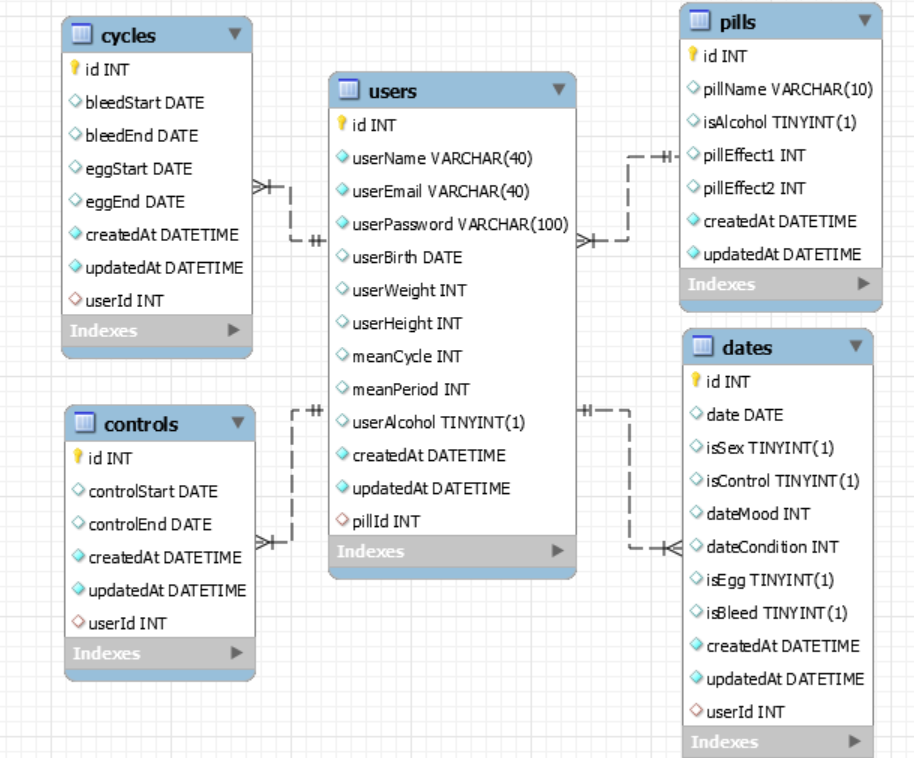 cycles
id INT
bleedStart DATE
bleedEnd DATE
eggStart DATE
eggEnd DATE
createdAt DATETIME
updatedAt DATETIME
userId INT
Indexes
controls
id INT
controlStart DATE
controlEnd DATE
createdAt DATETIME
updatedAt DATETIME
userId INT
Indexes
users
id INT
userName VARCHAR(40)
userEmail VARCHAR(40)
userPassword VARCHAR(100)
userBirth DATE
userWeight INT
userHeight INT
meanCycle INT
meanPeriod INT
userAlcohol TINYINT(1)
createdAt DATETIME
updatedAt DATETIME
pillId INT
Indexes
pills
id INT
pillName VARCHAR(10)
isAlcohol TINYINT(1)
pillEffect1 INT
pillEffect2 INT
createdAt DATETIME
updatedAt DATETIME
Indexes
dates
id INT
date DATE
isSex TINYINT(1)
isControl TINYINT(1)
dateMood INT
dateCondition INT
isEgg TINYINT(1)
isBleed TINYINT(1)
createdAt DATETIME
updatedAt DATETIME
userId INT
Indexes